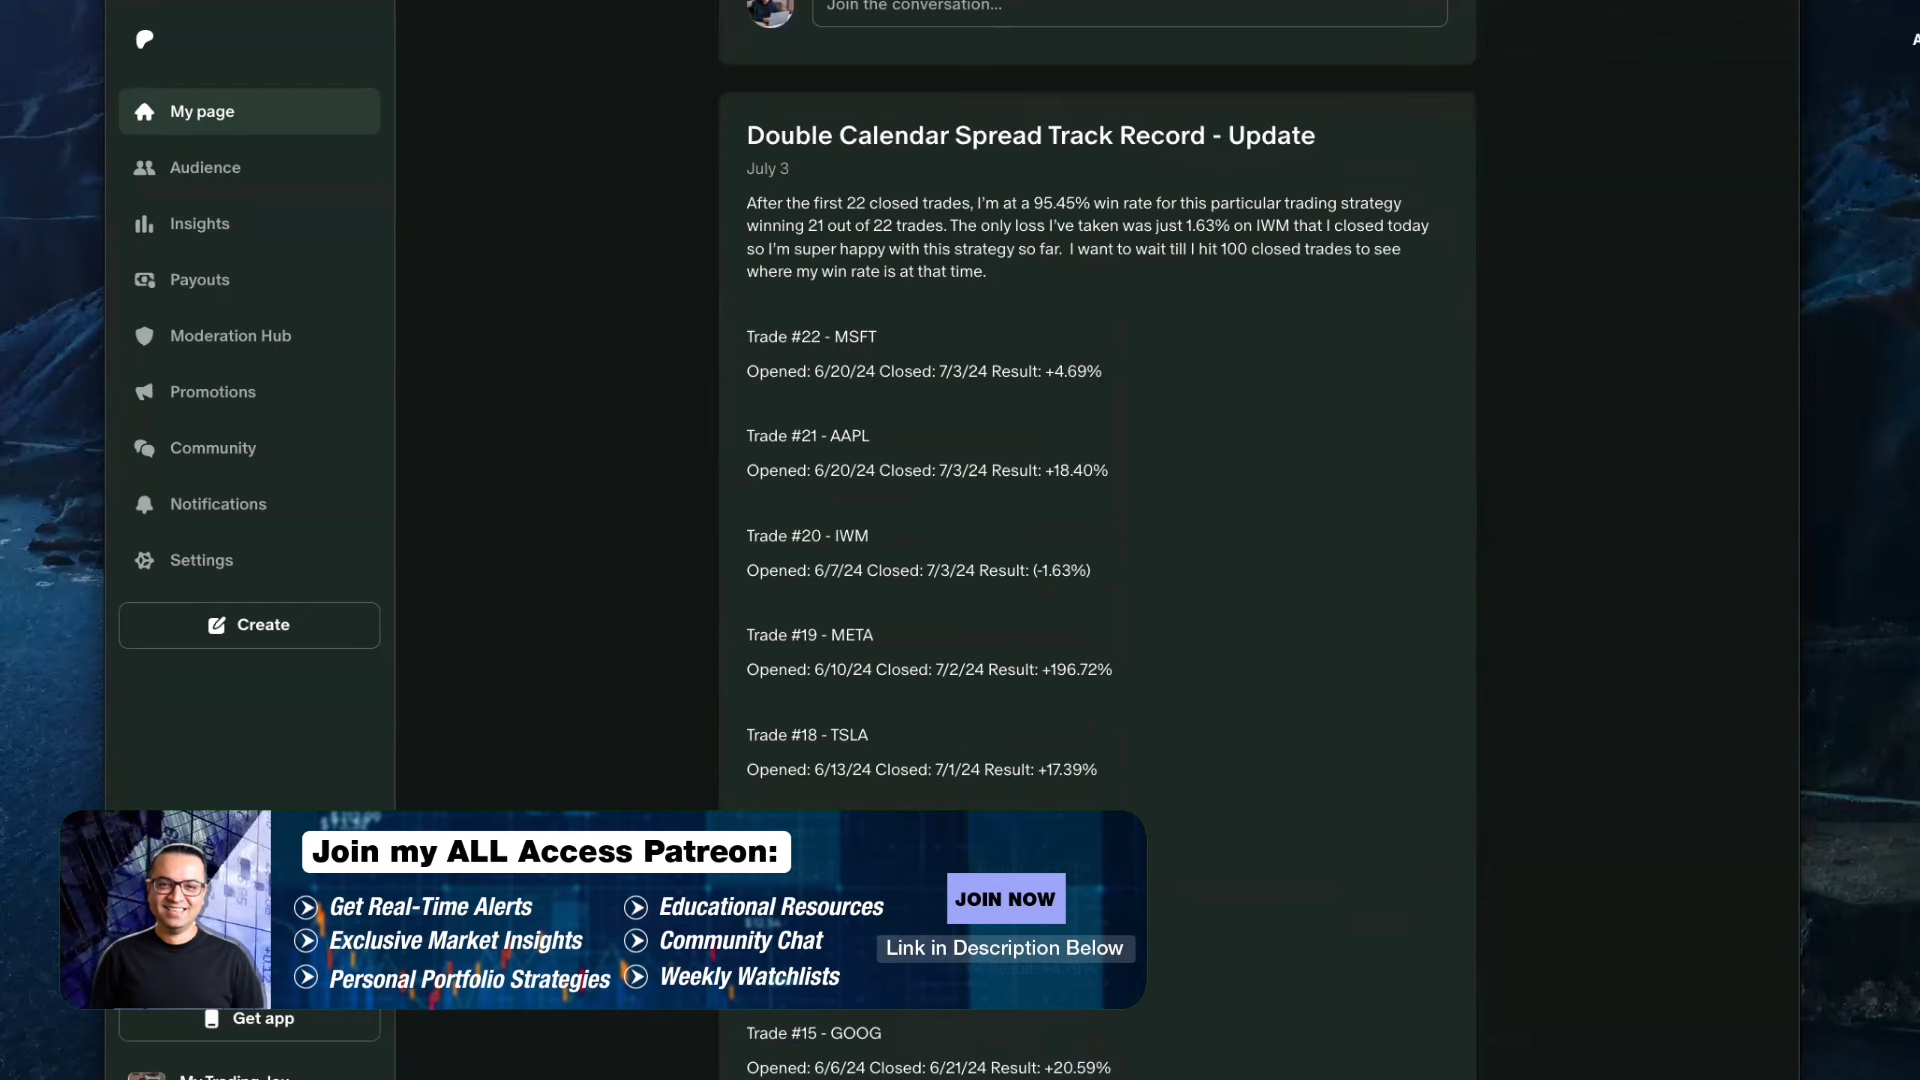 Join the conversation...
My page
Audience
Insights
Payouts
Moderation Hub
Promotions
Community
Notifications
Settings
Create
Double Calendar Spread Track Record - Update
July 3
After the first 22 closed trades, I'm at a 95.45% win rate for this particular trading strategy
winning 21 out of 22 trades. The only loss I've taken was just 1.63% on IWM that I closed today
so I'm super happy with this strategy so far.  I want to wait till I hit 100 closed trades to see
where my win rate is at that time.
Trade #22 - MSFT
Opened: 6/20/24 Closed: 7/3/24 Result: +4.69%
Trade #21 - AAPL
Opened: 6/20/24 Closed: 7/3/24 Result: +18.40%
Trade #20 - IWM
Opened: 6/7/24 Closed: 7/3/24 Result: (-1.63%)
Trade #19 - META
Opened: 6/10/24 Closed: 7/2/24 Result: +196.72%
Trade #18 - TSLA
Opened: 6/13/24 Closed: 7/1/24 Result: +17.39%
Join my ALL Access Patreon:
Get Real-Time Alerts
Exclusive Market Insights
Personal Portfolio Strategies
Educational Resources
Community Chat
Weekly Watchlists
JOIN NOW
Link in Description Below
Get app
Trade #15 - GOOG
Opened: 6/6/24 Closed: 6/21/24 Result: +20.59%